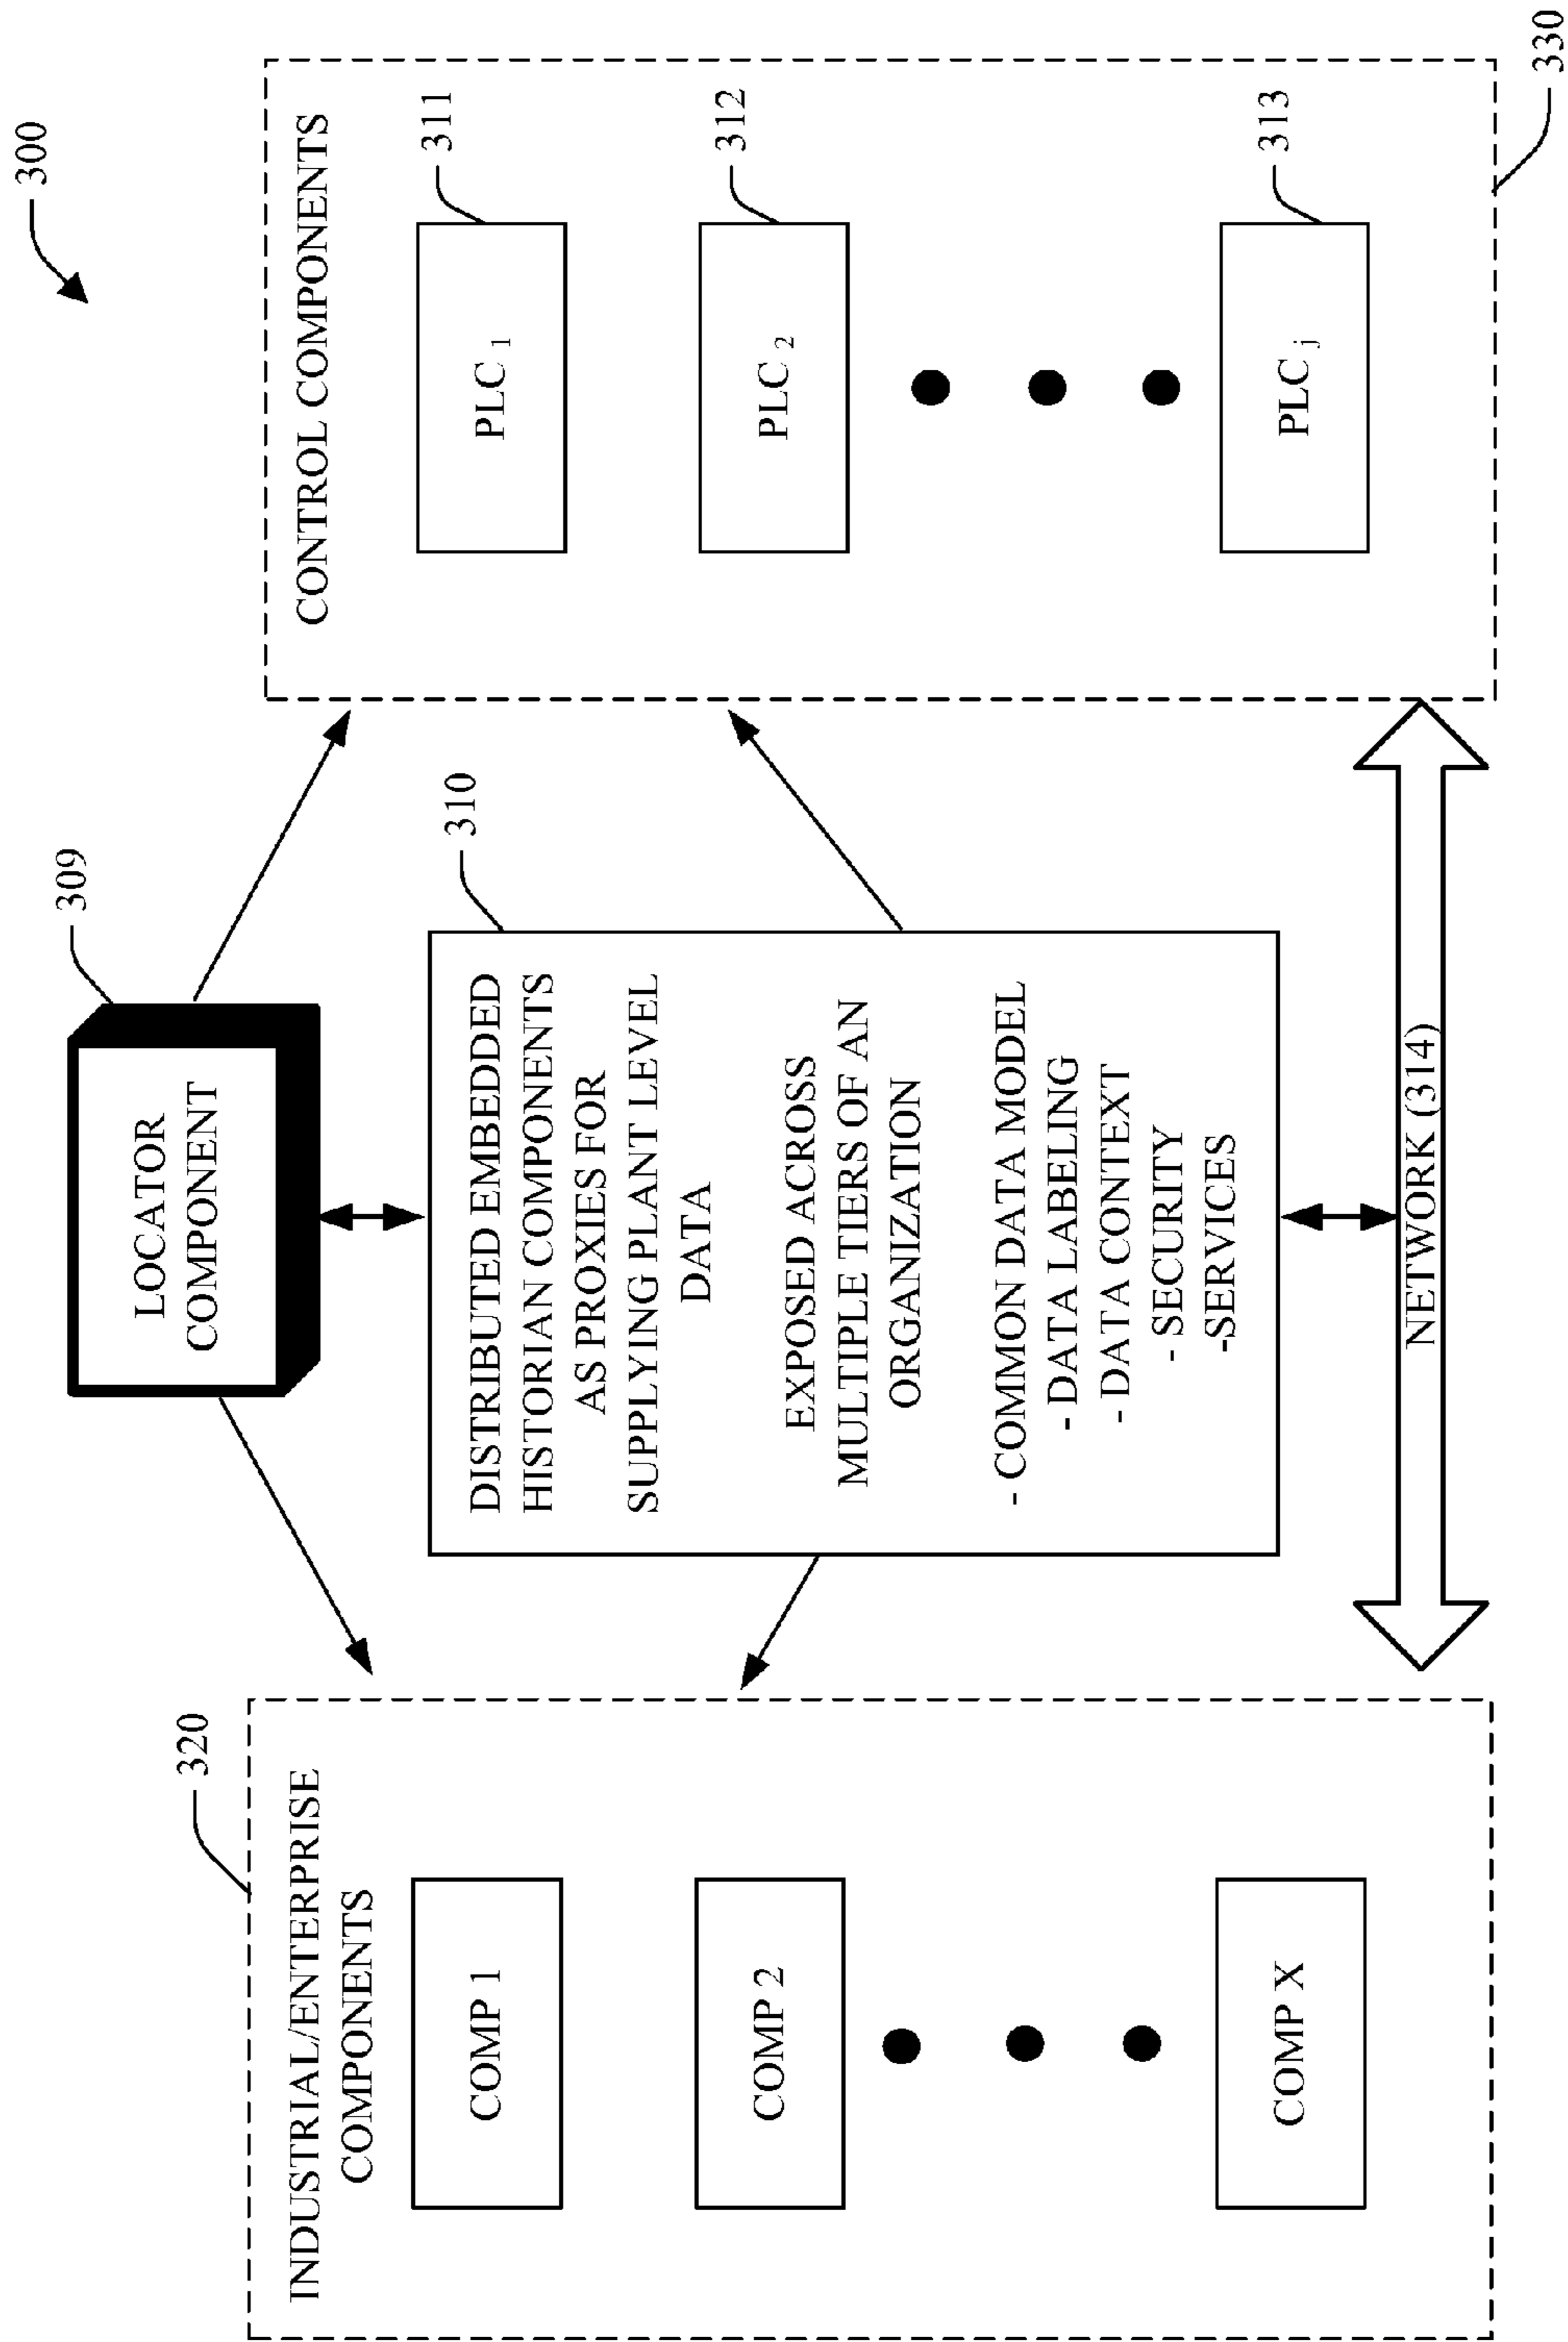 300
309
LOCATOR
COMPONENT
320
INDUSTRIAL/ENTERPRISE
COMPONENTS
COMP 1
COMP 2
COMP X
310
DISTRIBUTED EMBEDDED
HISTORIAN COMPONENTS
AS PROXIES FOR
SUPPLYING PLANT LEVEL
DATA
EXPOSED ACROSS
MULTIPLE TIERS OF AN
ORGANIZATION
- COMMON DATA MODEL
- DATA LABELING
- DATA CONTEXT
- SECURITY
-SERVICES
CONTROL COMPONENTS
PLC 1
311
PLC 2
312
PLC j
313
NETWORK (314)
330